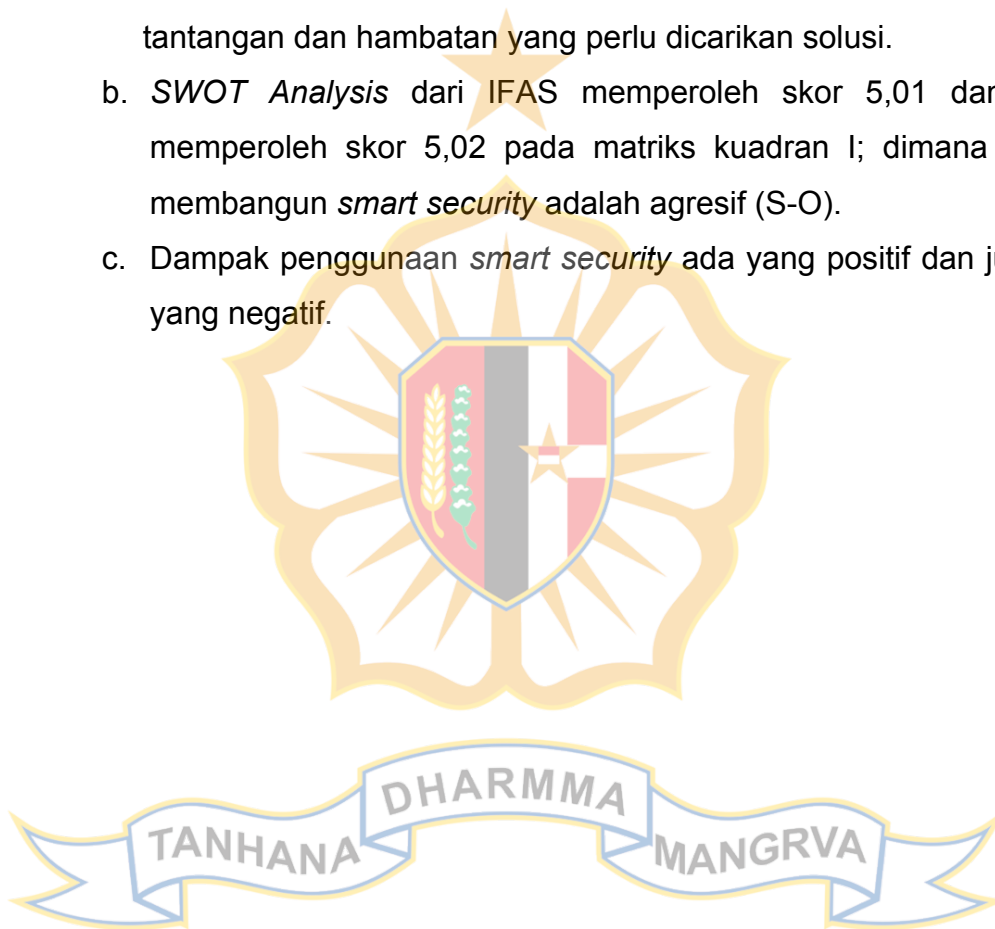 tantangan dan hambatan yang perlu dicarikan solusi.
b. SWOT Analysis dari IFAS memperoleh skor 5,01 dan
memperoleh skor 5,02 pada matriks kuadran I; dimana
membangun smart security adalah agresif (S-O).
c. Dampak penggunaan smart security ada yang positif dan
yang negatif.
TANHANA DHARMMA MANGRVA